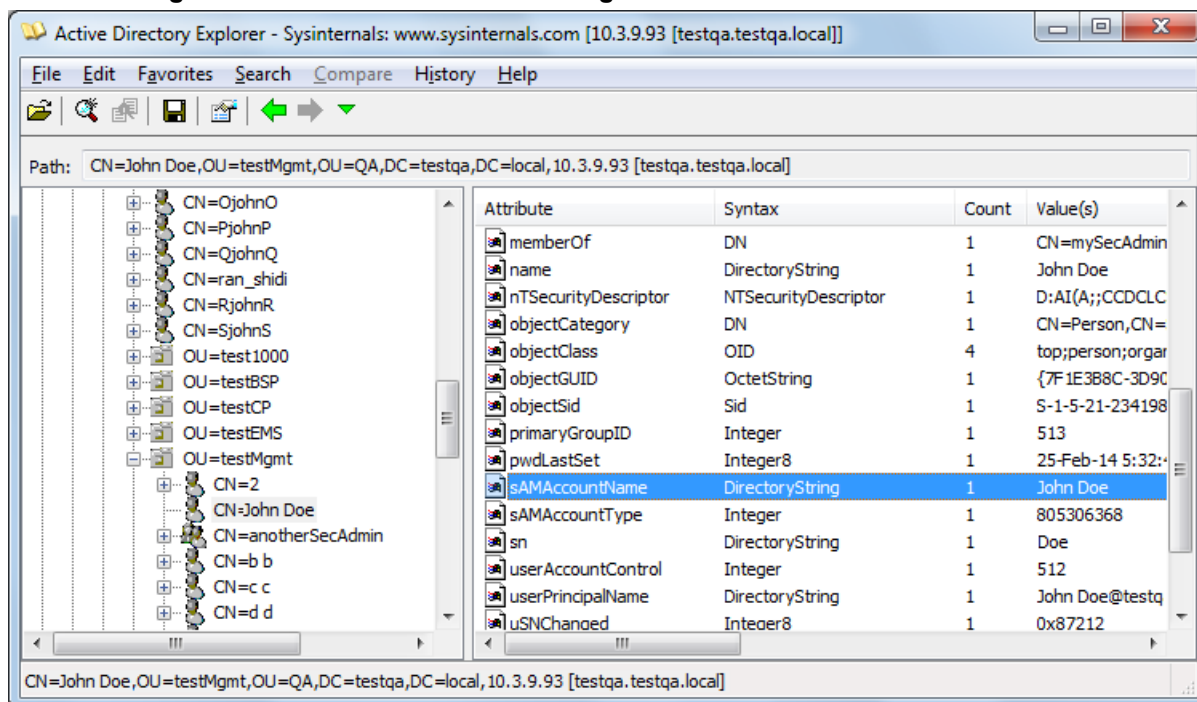 Active Directory Explorer - Sysinternals: www.sysinternals.com [10.3.9.93 [testqa.testqa.local]]
File Edit Favorites Search Compare History Help
Path: CN=John Doe,OU=testMgmt,OU=QA,DC=testqa,DC=local,10.3.9.93 [testqa.testqa.local]
CN=OjohnO
CN=PjohnP
CN=QjohnQ
CN=ran_shidi
CN=RjohnR
CN=SjohnS
OU=test1000
OU=testBSP
OU=testCP
OU=testEMS
OU=testMgmt
CN=2
CN=John Doe
CN=anotherSecAdmin
CN=b b
CN=c c
CN=d d
Attribute Syntax Count Value(s)
memberOf DN 1 CN=mySecAdmin
name DirectoryString 1 John Doe
nTSecurityDescriptor NTSecurityDescriptor 1 D:AI(A;;CCDCLC
objectCategory DN 1 CN=Person,CN=
objectClass OID 4 top;person;organ
objectGUID OctetString 1 {7F1E3B8C-3D90
objectSid Sid 1 S-1-5-21-234198
primaryGroupID Integer 1 513
pwdLastSet Integer8 1 25-Feb-14 5:32:4
sAMAccountName DirectoryString 1 John Doe
sAMAccountType Integer 1 805306368
sn DirectoryString 1 Doe
userAccountControl Integer 1 512
userPrincipalName DirectoryString 1 John Doe@testq
uSNChanged Integer8 1 0x87212
CN=John Doe,OU=testMgmt,OU=QA,DC=testqa,DC=local,10.3.9.93 [testqa.testqa.local]